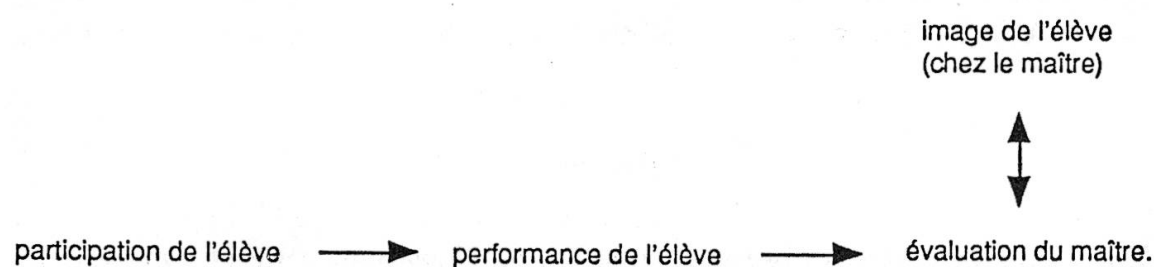 image de l'élève
(chez le maître)
participation de l'élève
performance de l'élève
évaluation du maître.